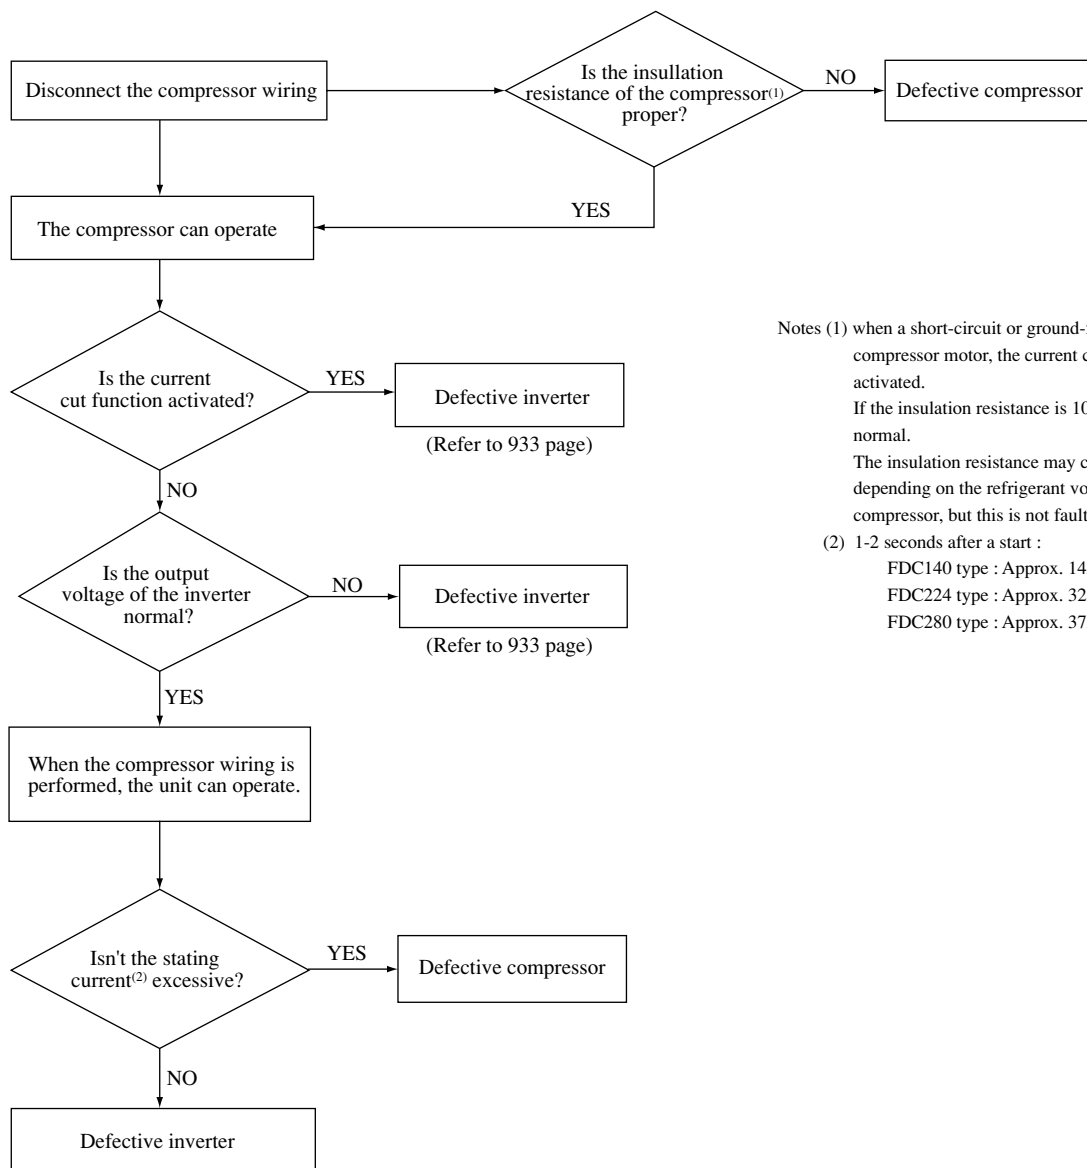 Disconnect the compressor wiring
Is the insullation
resistance of the compressor(1)
proper?
NO
Defective compressor
YES
The compressor can operate
Is the current
cut function activated?
YES
Defective inverter
(Refer to 933 page)
NO
Is the output
voltage of the inverter
normal?
NO
Defective inverter
(Refer to 933 page)
YES
When the compressor wiring is
performed, the unit can operate.
Isn't the stating
current(2) excessive?
YES
Defective compressor
NO
Defective inverter
Notes (1) when a short-circuit or ground-
compressor motor, the current
activated.
If the insulation resistance is 10
normal.
The insulation resistance may
depending on the refrigerant
compressor, but this is not
(2) 1-2 seconds after a start :
FDC140 type : Approx. 14
FDC224 type : Approx. 32
FDC280 type : Approx. 37